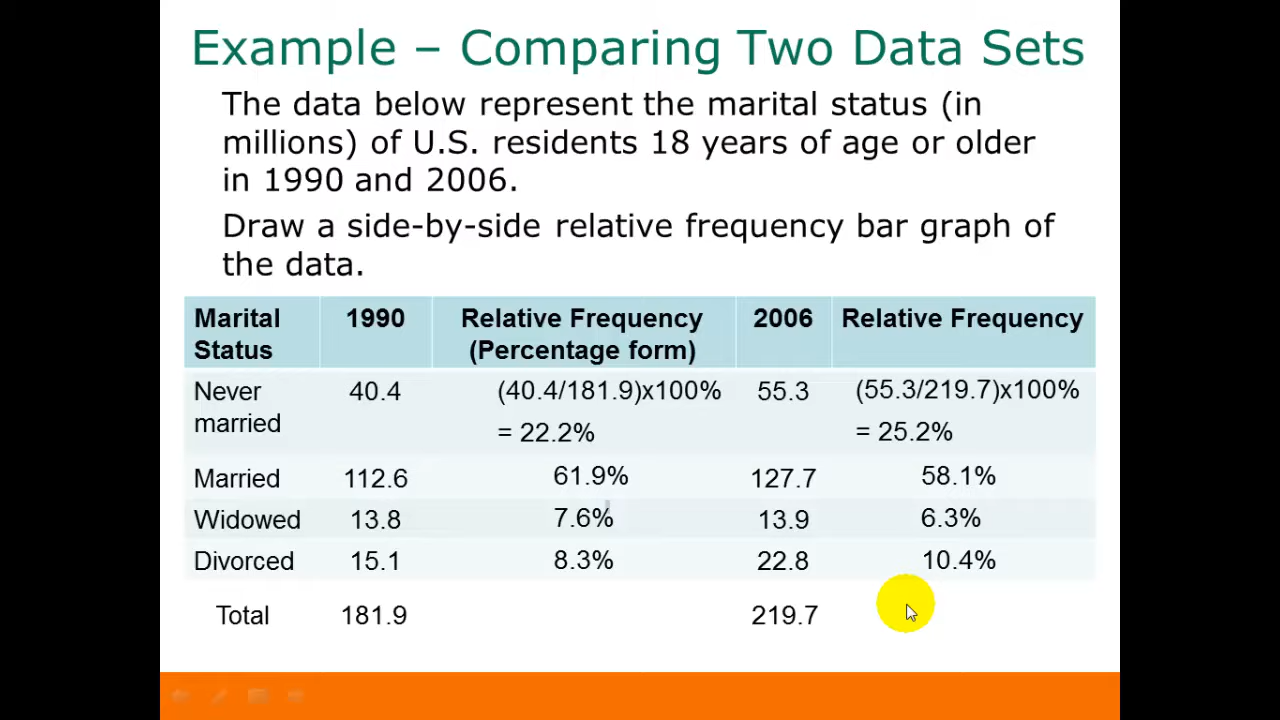 Example – Comparing Two Data Sets
The data below represent the marital status (in
millions) of U.S. residents 18 years of age or older
in 1990 and 2006.
Draw a side-by-side relative frequency bar graph of
the data.
Marital Status 1990 Relative Frequency (Percentage form) 2006 Relative Frequency
Never married 40.4 (40.4/181.9)x100% = 22.2% 55.3 (55.3/219.7)x100% = 25.2%
Married 112.6 61.9% 127.7 58.1%
Widowed 13.8 7.6% 13.9 6.3%
Divorced 15.1 8.3% 22.8 10.4%
Total 181.9 219.7